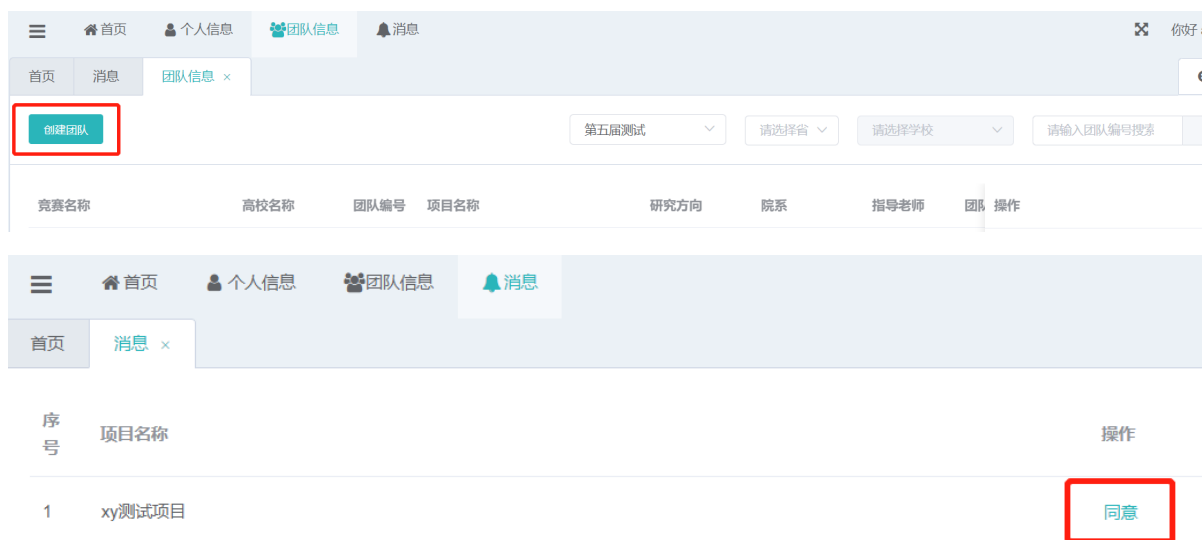 首页 个人信息 团队信息 消息 你好
首页 消息 团队信息 ×
创建团队 第五届测试 请选择省 请选择学校 请输入团队编号搜索
竞赛名称 高校名称 团队编号 项目名称 研究方向 院系 指导老师 团队 操作
首页 个人信息 团队信息 消息
首页 消息 ×
序号 项目名称 操作
1 xy测试项目 同意